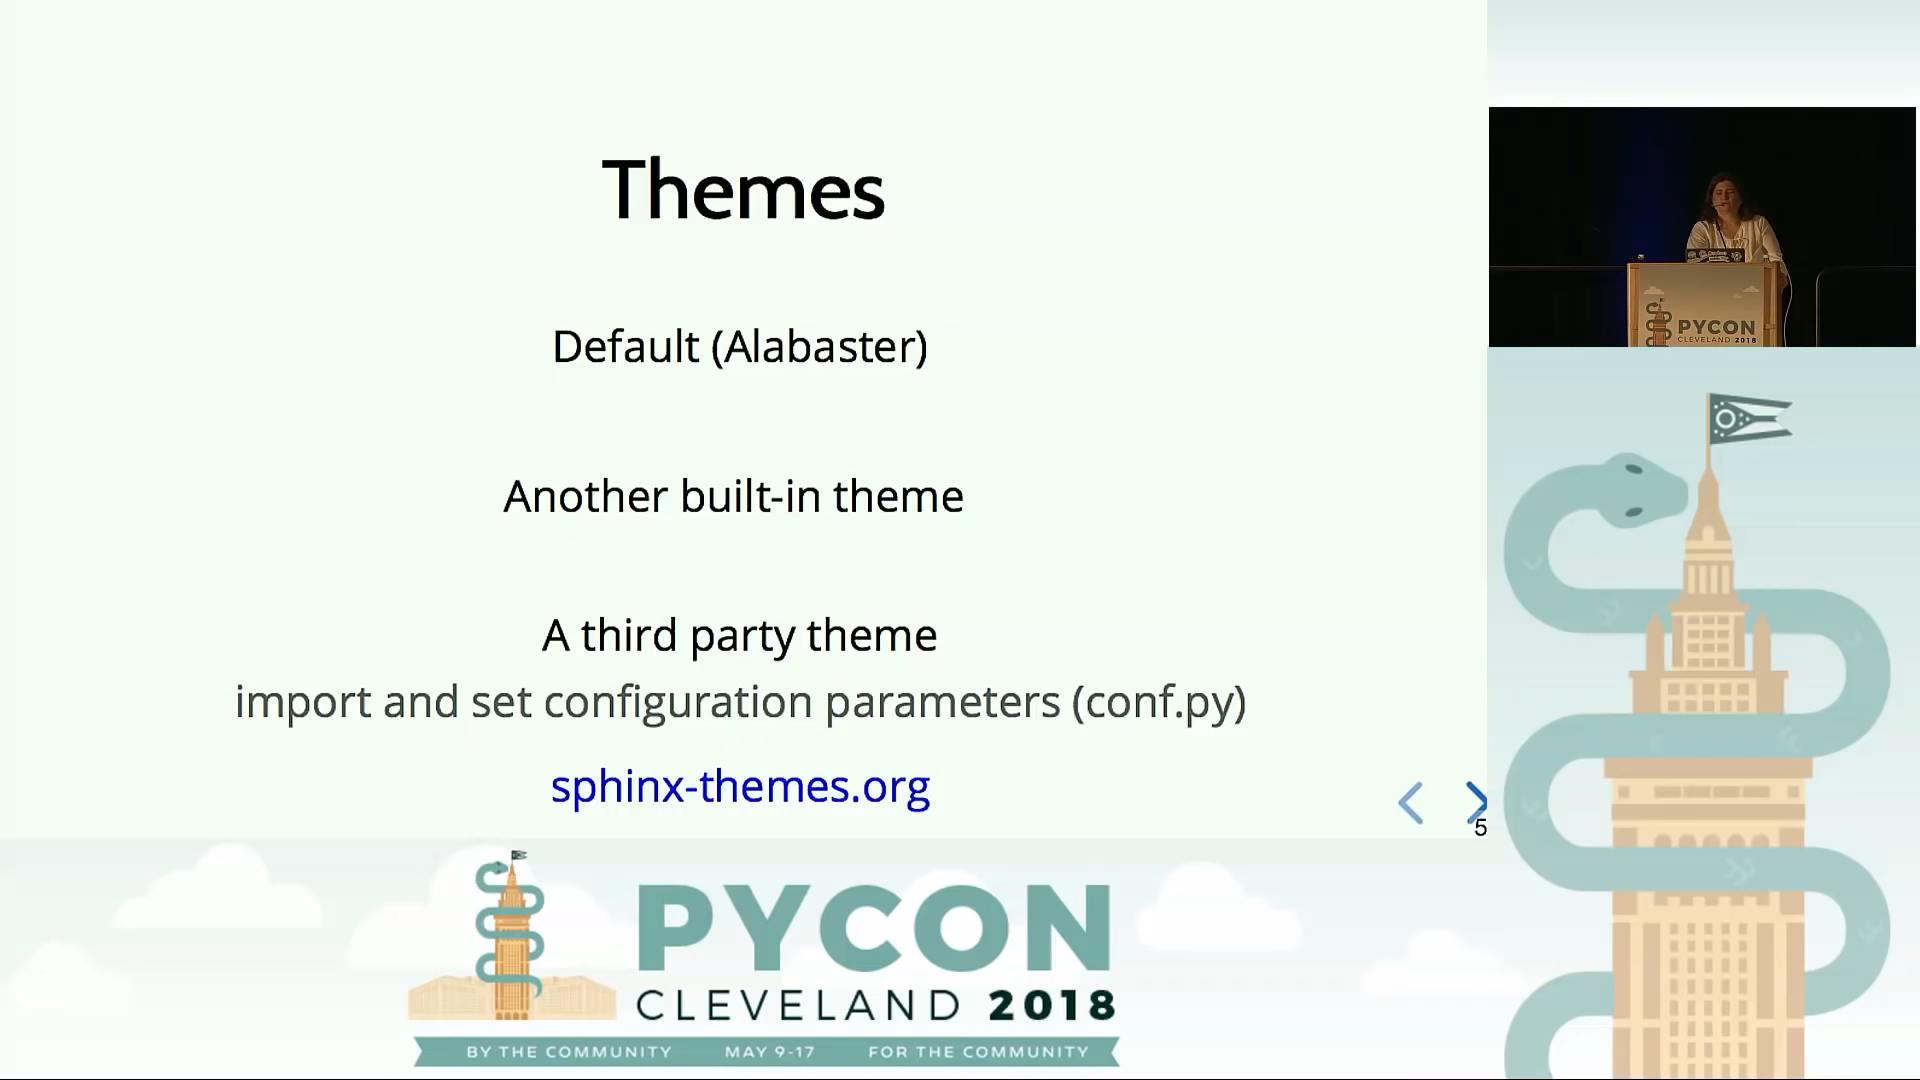 Themes
Default (Alabaster)
Another built-in theme
A third party theme
import and set configuration parameters (conf.py)
sphinx-themes.org
5
PYCON
CLEVELAND 2018
PYCON
CLEVELAND 2018
BY THE COMMUNITY MAY 9-17 FOR THE COMMUNITY